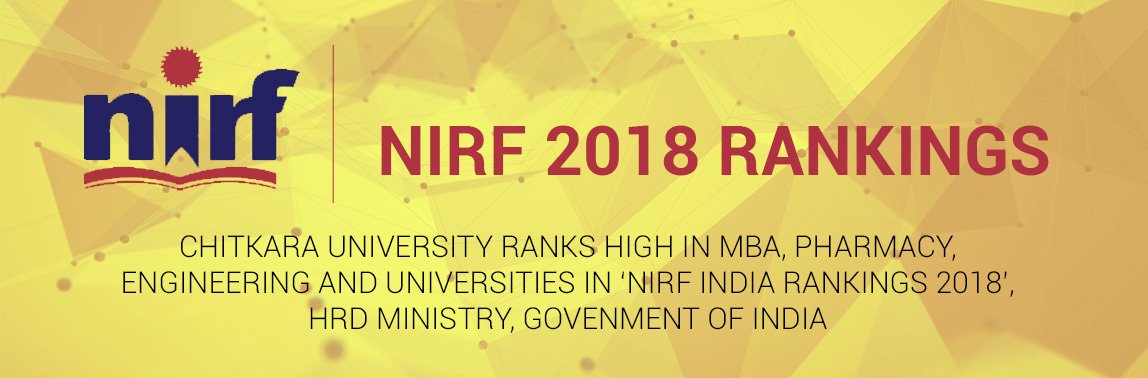 nirf
NIRF 2018 RANKINGS
CHITKARA UNIVERSITY RANKS HIGH IN MBA, PHARMACY,
ENGINEERING AND UNIVERSITIES IN ‘NIRF INDIA RANKINGS 2018’,
HRD MINISTRY, GOVENMENT OF INDIA